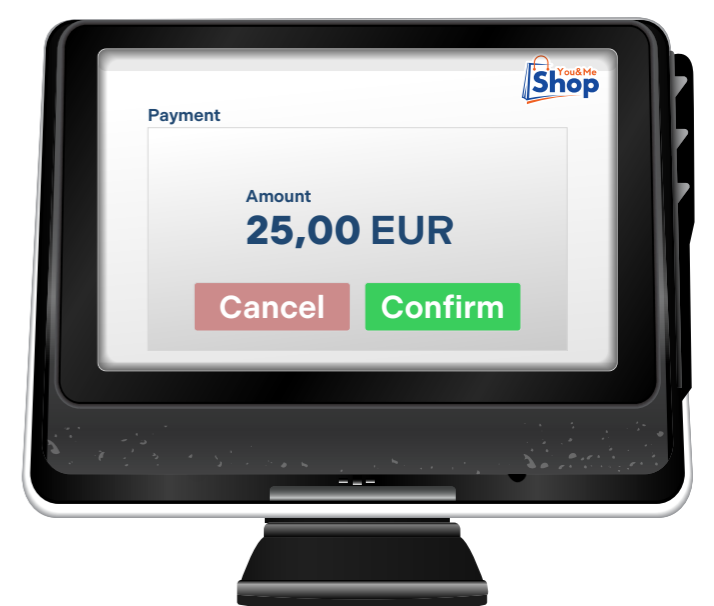 You&Me
Shop
Payment
Amount
25,00 EUR
Cancel
Confirm